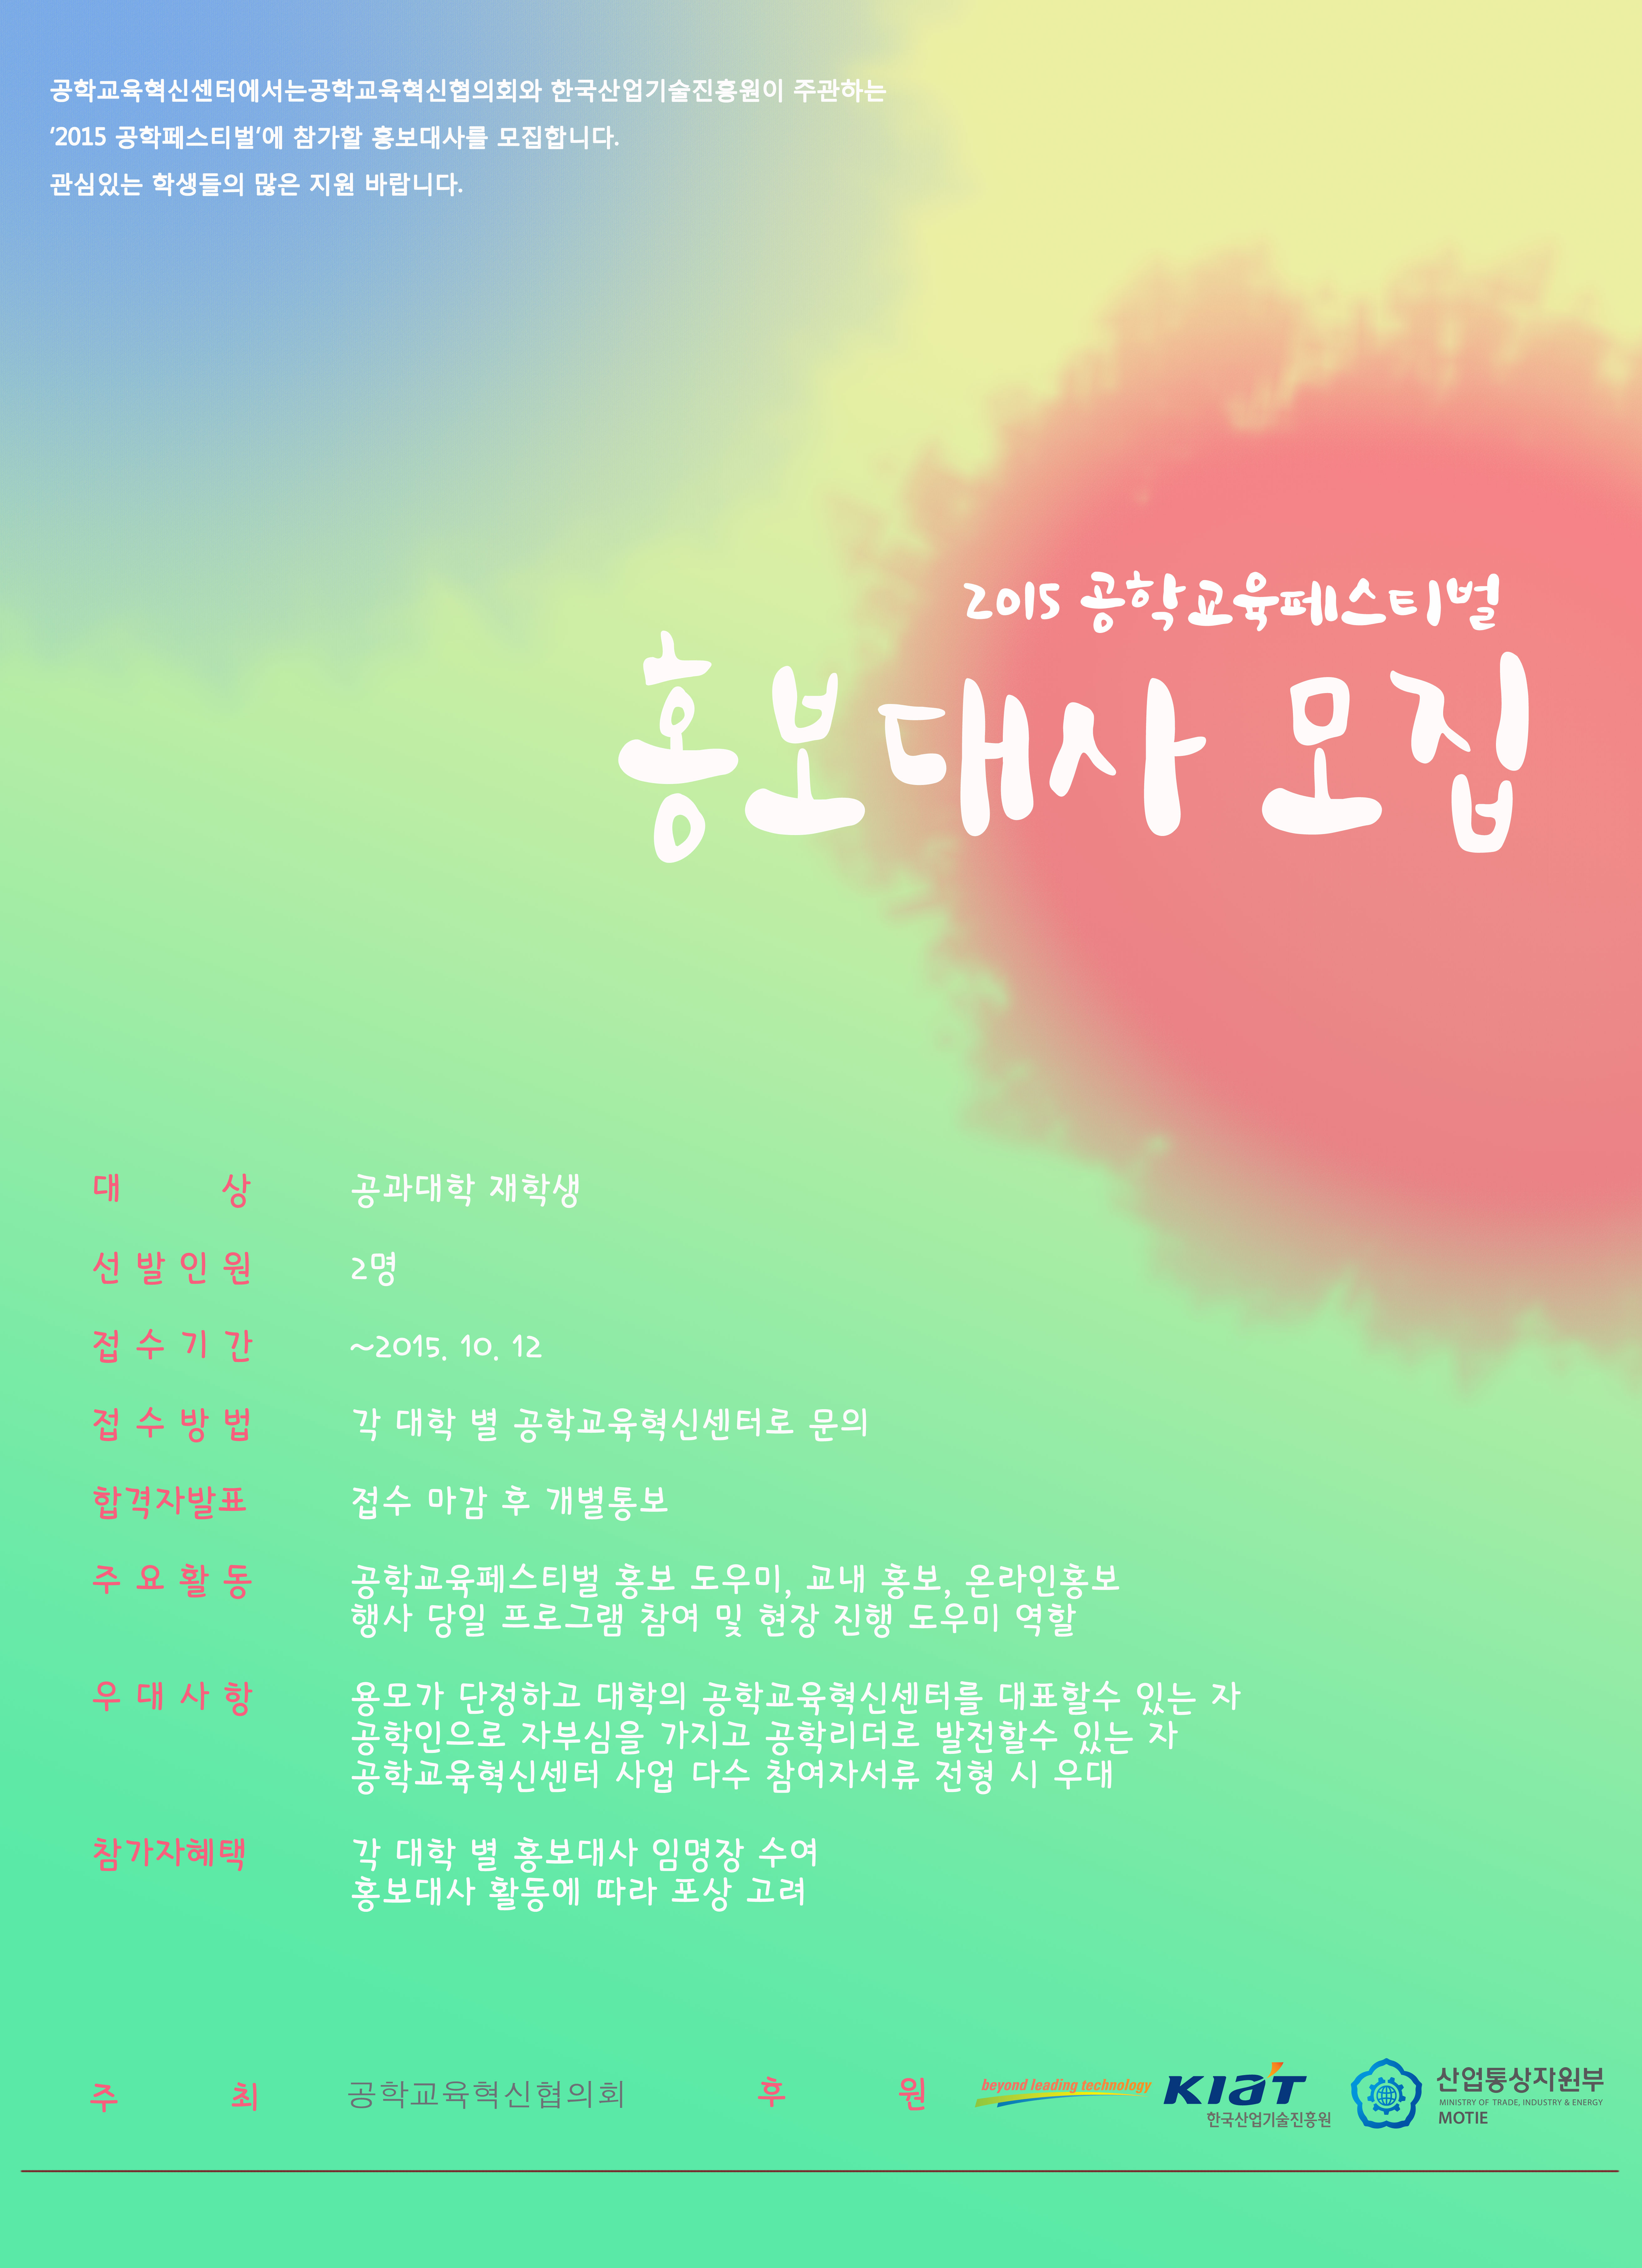 공학교육혁신센터에서는공학교육혁신협의회와 한국산업기술진흥원이 주관하는
'2015 공학페스티벌'에 참가할 홍보대사를 모집합니다.
관심있는 학생들의 많은 지원 바랍니다.
2015 공학교육페스티벌
홍보대사 모집
대 상 공과대학 재학생
선 발 인 원 2명
접 수 기 간 ~2015. 10. 12
접 수 방 법 각 대학 별 공학교육혁신센터로 문의
합격자발표 접수 마감 후 개별통보
주 요 활 동 공학교육페스티벌 홍보 도우미, 교내 홍보, 온라인홍보
행사 당일 프로그램 참여 및 현장 진행 도우미 역할
우 대 사 항 용모가 단정하고 대학의 공학교육혁신센터를 대표할수 있는 자
공학인으로 자부심을 가지고 공학리더로 발전할수 있는 자
공학교육혁신센터 사업 다수 참여자서류 전형 시 우대
참가자혜택 각 대학 별 홍보대사 임명장 수여
홍보대사 활동에 따라 포상 고려
주 최 공학교육혁신협의회
후 원
beyond leading technology
KIAT
한국산업기술진흥원
산업통상자원부
MINISTRY OF TRADE, INDUSTRY & ENERGY
MOTIE